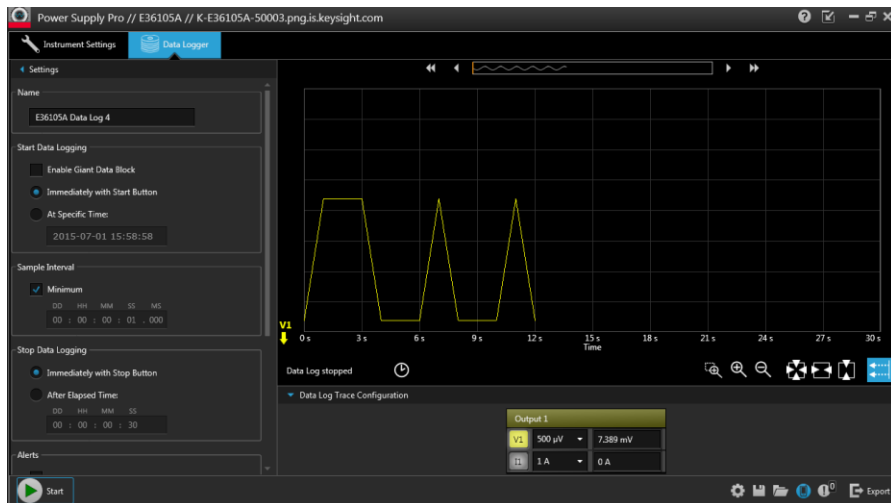 Power Supply Pro // E36105A // K-E36105A-50003.png.is.keysight.com
Instrument Settings
Data Logger
Settings
Name
E36105A Data Log 4
Start Data Logging
Enable Giant Data Block
Immediately with Start Button
At Specific Time:
2015-07-01 15:58:58
Sample Interval
Minimum
DD HH MM SS MS
00 : 00 : 00 : 01 . 000
Stop Data Logging
Immediately with Stop Button
After Elapsed Time:
DD HH MM SS
00 : 00 : 00 : 30
Alerts
Start
V1
0 s 3 s 6 s 9 s 12 s 15 s 18 s 21 s 24 s 27 s 30 s
Time
Data Log stopped
Data Log Trace Configuration
Output 1
V1 500 µV 7.389 mV
I1 1 A 0 A
0
Export